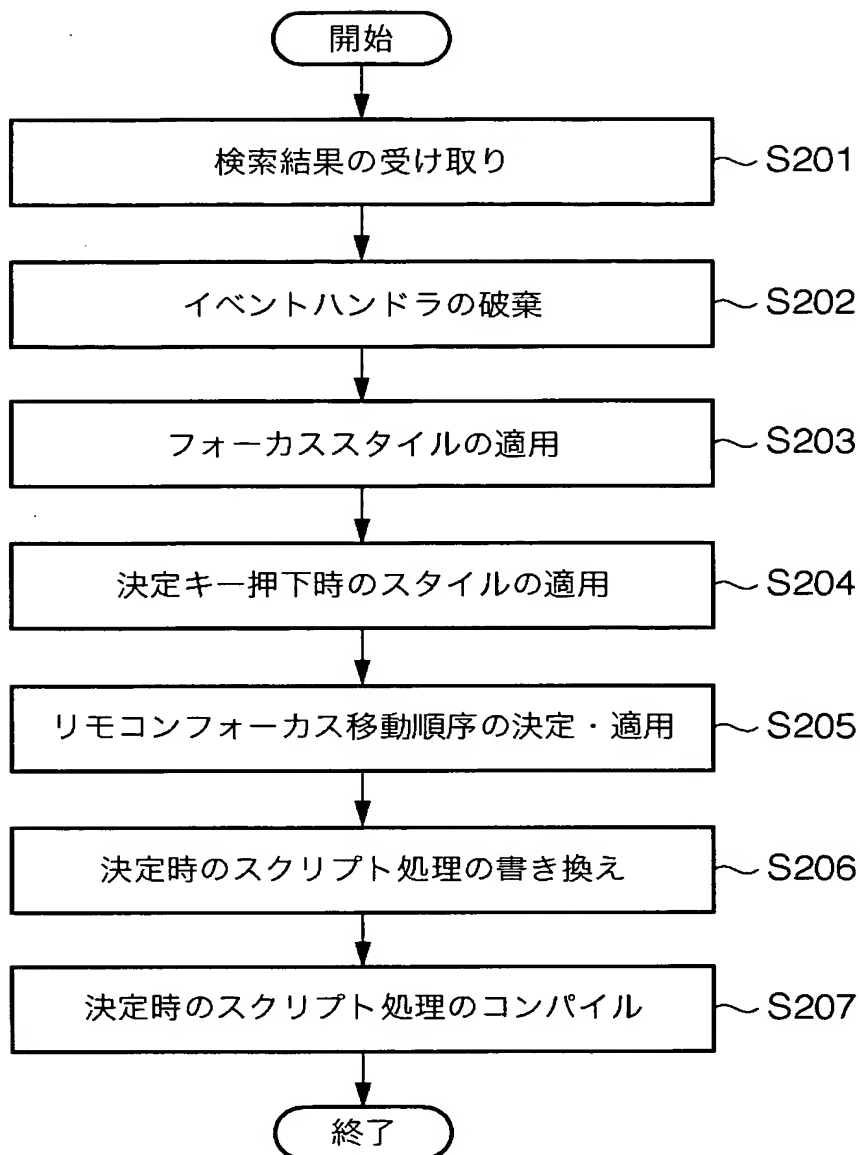 開始
検索結果の受け取り 〜 S201
イベントハンドラの破棄 〜 S202
フォーカススタイルの適用 〜 S203
決定キー押下時のスタイルの適用 〜 S204
リモコンフォーカス移動順序の決定・適用 〜 S205
決定時のスクリプト処理の書き換え 〜 S206
決定時のスクリプト処理のコンパイル 〜 S207
終了